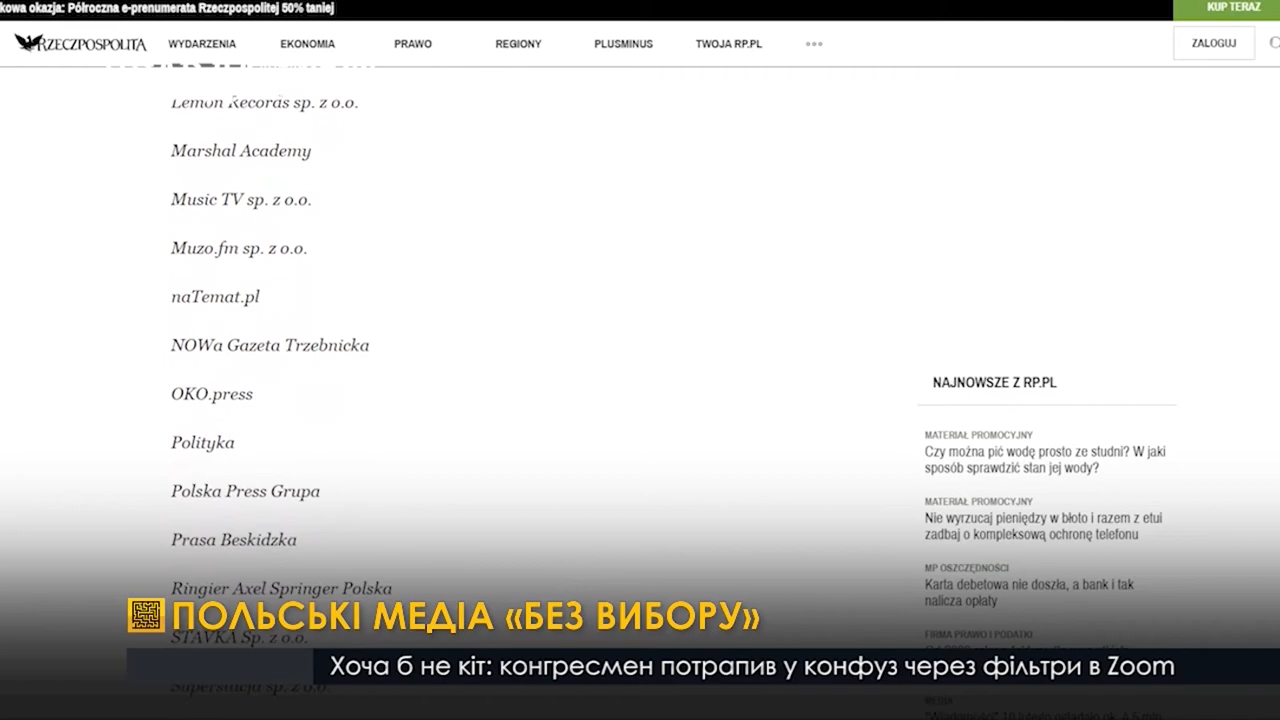 kowa okazja: Półroczna e-prenumerata Rzeczpospolitej 50% taniej
KUP TERAZ
RZECZPOSPOLITA WYDARZENIA EKONOMIA PRAWO REGIONY PLUSMINUS TWOJA RP.PL ZALOGUJ
Lemon Records sp. z o.o.
Marshal Academy
Music TV sp. z o.o.
Muzo.fm sp. z o.o.
naTemat.pl
NOWa Gazeta Trzebnicka
OKO.press
Polityka
Polska Press Grupa
Prasa Beskidzka
Ringier Axel Springer Polska
STAVKA Sp. z o.o.
Superstacja sp. z o.o.
NAJNOWSZE Z RP.PL
MATERIAŁ PROMOCYJNY
Czy można pić wodę prosto ze studni? W jaki
sposób sprawdzić stan jej wody?
MATERIAŁ PROMOCYJNY
Nie wyrzucaj pieniędzy w błoto i razem z etui
zadbaj o kompleksową ochronę telefonu
MP OSZCZĘDNOŚCI
Karta debetowa nie doszła, a bank i tak
nalicza opłaty
FIRMA PRAWO I PODATKI
MEDIA
ПОЛЬСЬКІ МЕДІА «БЕЗ ВИБОРУ»
Хоча б не кіт: конгресмен потрапив у конфуз через фільтри в Zoom